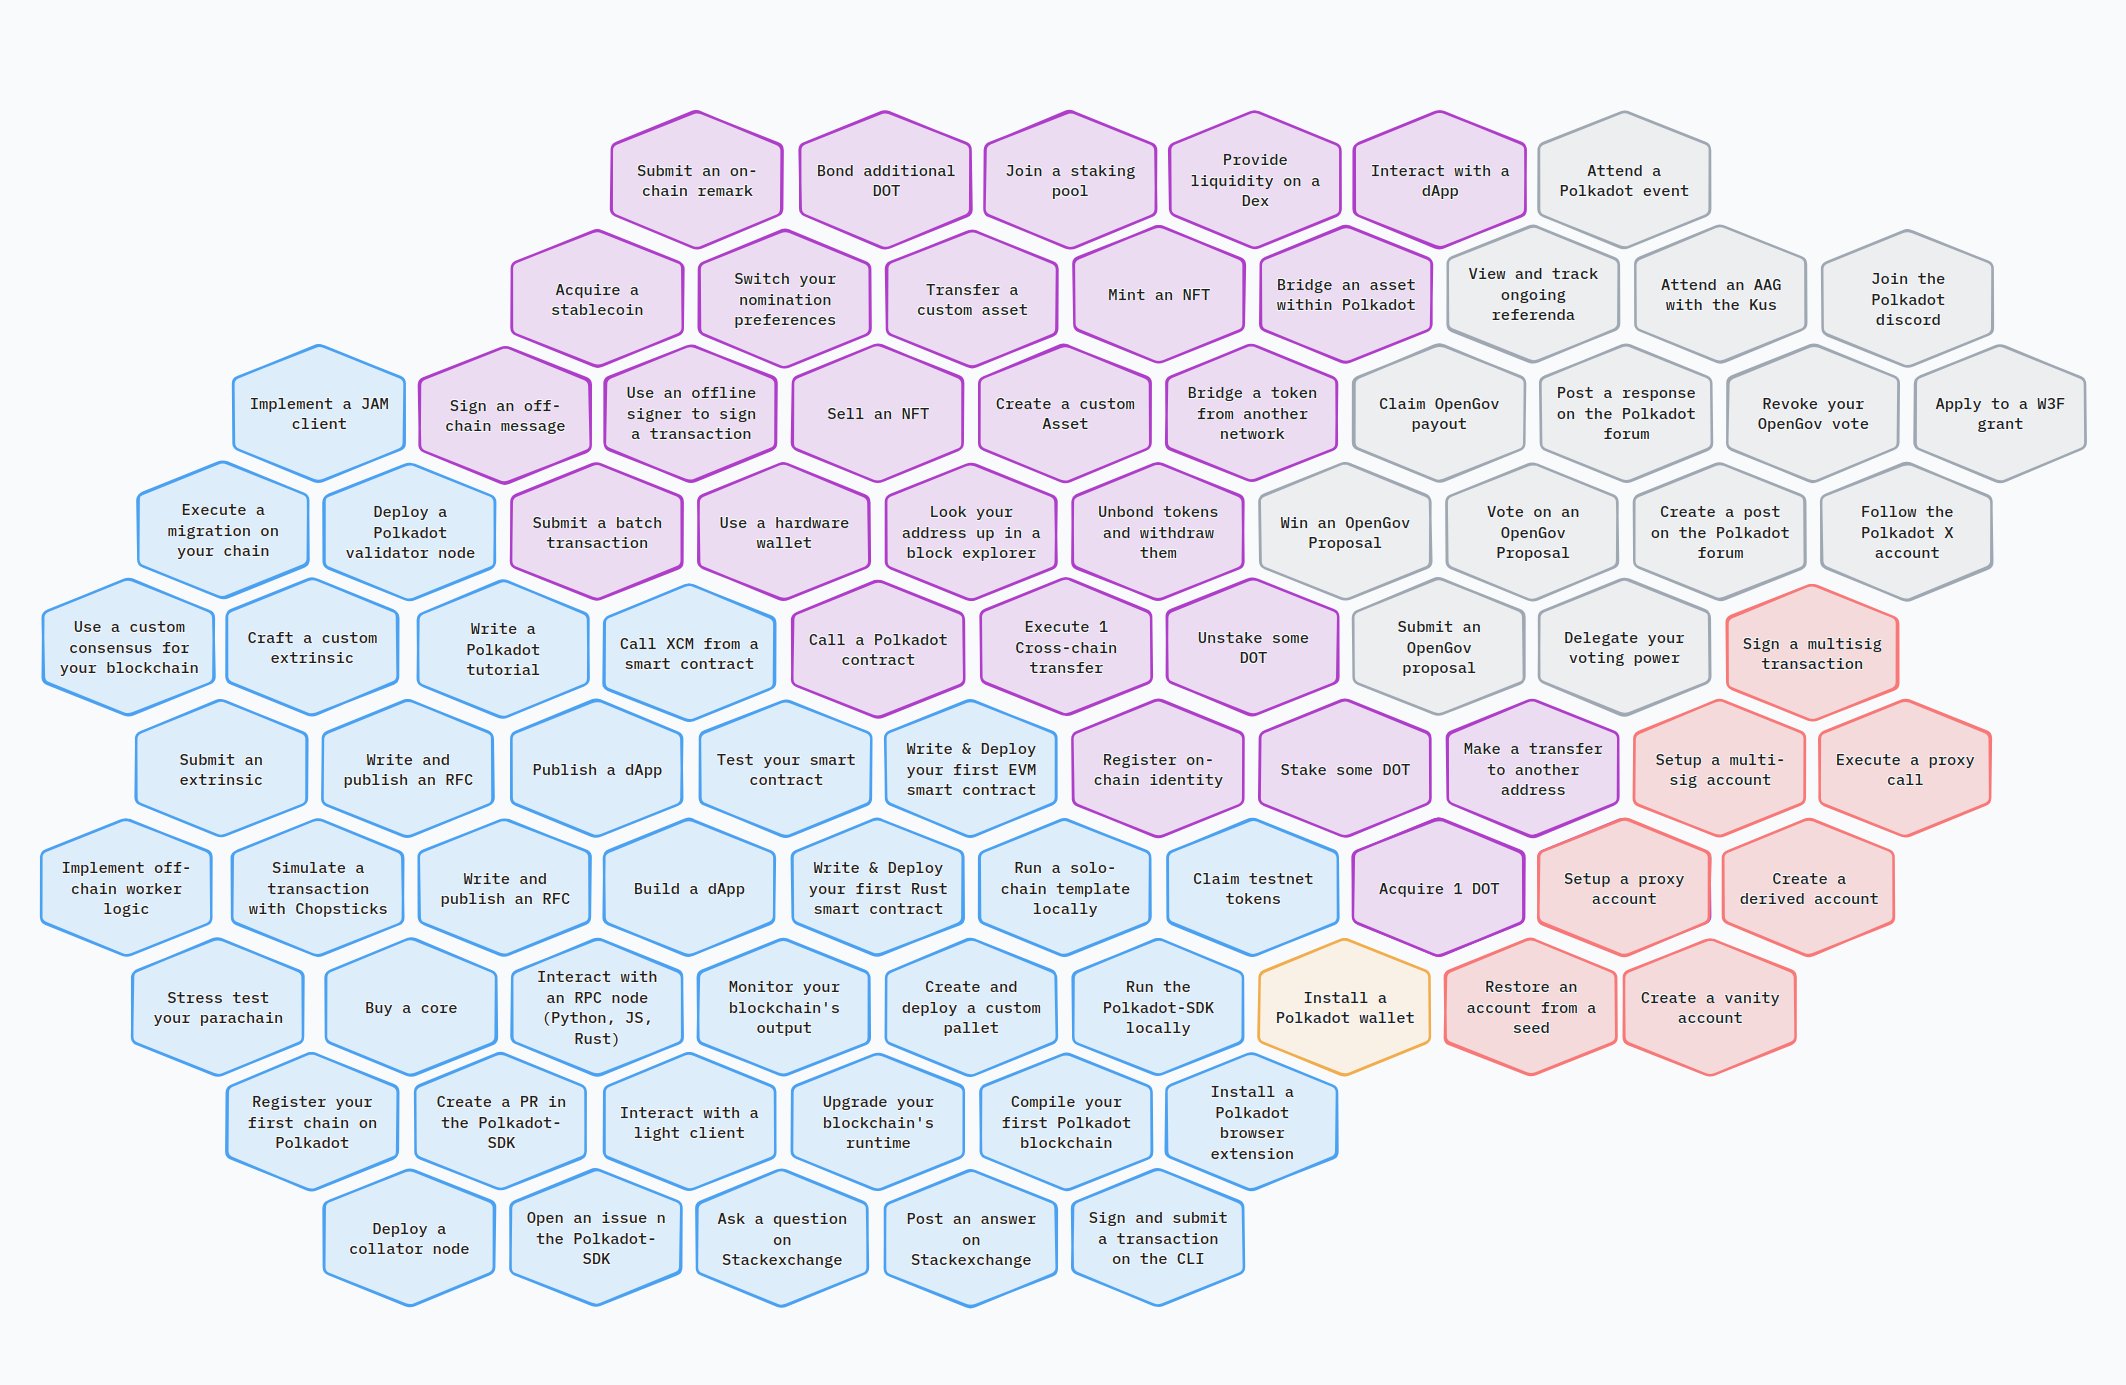 Submit an on-
chain remark
Bond additional
DOT
Join a staking
pool
Provide
liquidity on a
Dex
Interact with a
dApp
Attend a
Polkadot event
Acquire a
stablecoin
Switch your
nomination
preferences
Transfer a
custom asset
Mint an NFT
Bridge an asset
within Polkadot
View and track
ongoing
referenda
Attend an AAG
with the Kus
Join the
Polkadot
discord
Implement a JAM
client
Sign an off-
chain message
Use an offline
signer to sign
a transaction
Sell an NFT
Create a custom
Asset
Bridge a token
from another
network
Claim OpenGov
payout
Post a response
on the Polkadot
forum
Revoke your
OpenGov vote
Apply to a W3F
grant
Execute a
migration on
your chain
Deploy a
Polkadot
validator node
Submit a batch
transaction
Use a hardware
wallet
Look your
address up in a
block explorer
Unbond tokens
and withdraw
them
Win an OpenGov
Proposal
Vote on an
OpenGov
Proposal
Create a post
on the Polkadot
forum
Follow the
Polkadot X
account
Use a custom
consensus for
your blockchain
Craft a custom
extrinsic
Write a
Polkadot
tutorial
Call XCM from a
smart contract
Call a Polkadot
contract
Execute 1
Cross-chain
transfer
Unstake some
DOT
Submit an
OpenGov
proposal
Delegate your
voting power
Sign a multisig
transaction
Submit an
extrinsic
Write and
publish an RFC
Publish a dApp
Test your smart
contract
Write & Deploy
your first EVM
smart contract
Register on-
chain identity
Stake some DOT
Make a transfer
to another
address
Setup a multi-
sig account
Execute a proxy
call
Implement off-
chain worker
logic
Simulate a
transaction
with Chopsticks
Write and
publish an RFC
Build a dApp
Write & Deploy
your first Rust
smart contract
Run a solo-
chain template
locally
Claim testnet
tokens
Acquire 1 DOT
Setup a proxy
account
Create a
derived account
Stress test
your parachain
Buy a core
Interact with
an RPC node
(Python, JS,
Rust)
Monitor your
blockchain's
output
Create and
deploy a custom
pallet
Run the
Polkadot-SDK
locally
Install a
Polkadot wallet
Restore an
account from a
seed
Create a vanity
account
Register your
first chain on
Polkadot
Create a PR in
the Polkadot-
SDK
Interact with a
light client
Upgrade your
blockchain's
runtime
Compile your
first Polkadot
blockchain
Install a
Polkadot
browser
extension
Deploy a
collator node
Open an issue n
the Polkadot-
SDK
Ask a question
on
Stackexchange
Post an answer
on
Stackexchange
Sign and submit
a transaction
on the CLI